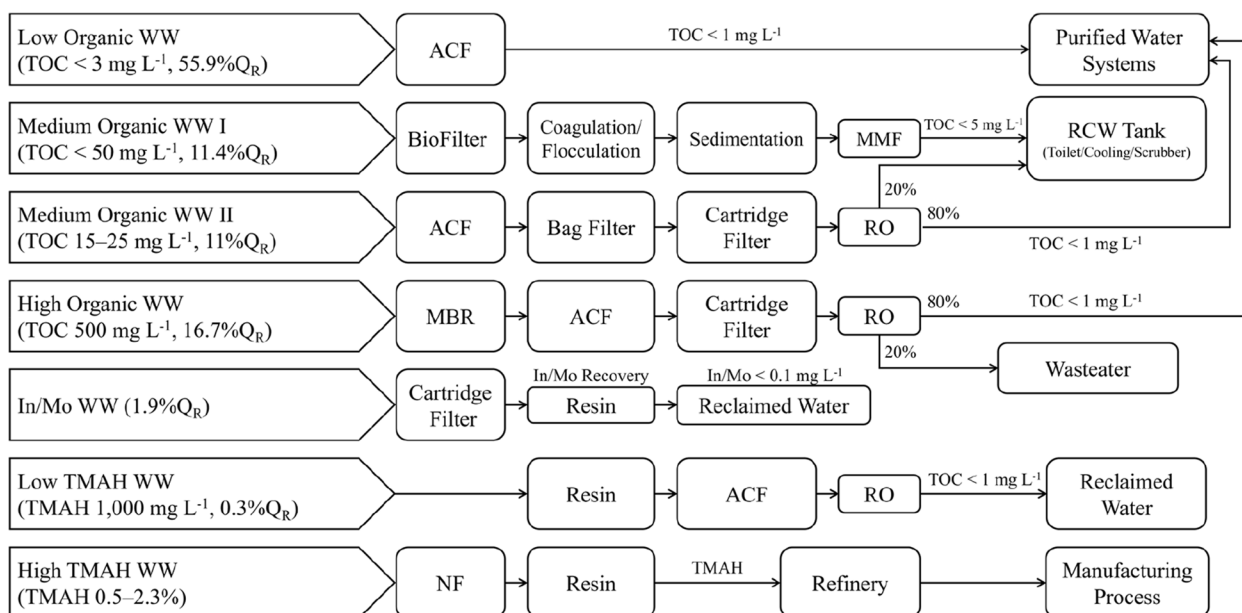 Low Organic WW
(TOC < 3 mg L⁻¹, 55.9%Q_R)
ACF
TOC < 1 mg L⁻¹
Purified Water
Systems
Medium Organic WW I
(TOC < 50 mg L⁻¹, 11.4%Q_R)
BioFilter
Coagulation/
Flocculation
Sedimentation
MMF
TOC < 5 mg L⁻¹
RCW Tank
(Toilet/Cooling/Scrubber)
Medium Organic WW II
(TOC 15–25 mg L⁻¹, 11%Q_R)
ACF
Bag Filter
Cartridge
Filter
RO
20%
80%
TOC < 1 mg L⁻¹
High Organic WW
(TOC 500 mg L⁻¹, 16.7%Q_R)
MBR
ACF
Cartridge
Filter
RO
80%
TOC < 1 mg L⁻¹
20%
Wasteater
In/Mo WW (1.9%Q_R)
Cartridge
Filter
In/Mo Recovery
Resin
In/Mo < 0.1 mg L⁻¹
Reclaimed Water
Low TMAH WW
(TMAH 1,000 mg L⁻¹, 0.3%Q_R)
Resin
ACF
RO
TOC < 1 mg L⁻¹
Reclaimed
Water
High TMAH WW
(TMAH 0.5–2.3%)
NF
Resin
TMAH
Refinery
Manufacturing
Process